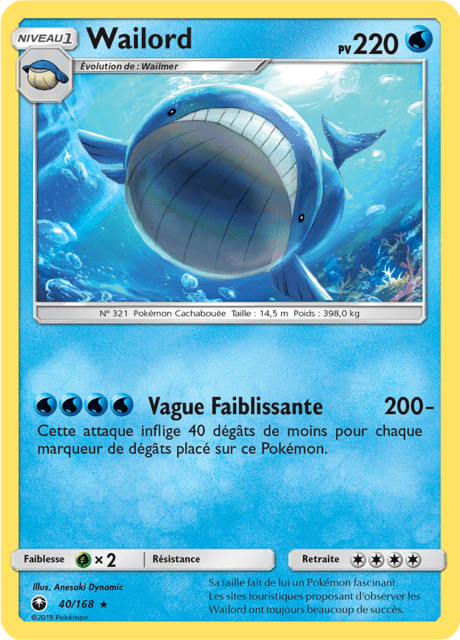 NIVEAU 1
Wailord
PV 220
Évolution de : Wailmer
N° 321 Pokémon Cachabouée Taille : 14,5 m Poids : 398,0 kg
Vague Faiblissante 200-
Cette attaque inflige 40 dégâts de moins pour chaque
marqueur de dégâts placé sur ce Pokémon.
Faiblesse × 2 Résistance Retraite
Illus. Anesaki Dynamic
40/168 ★
©2018 Pokémon
Sa taille fait de lui un Pokémon fascinant.
Les sites touristiques proposant d'observer les
Wailord ont toujours beaucoup de succès.